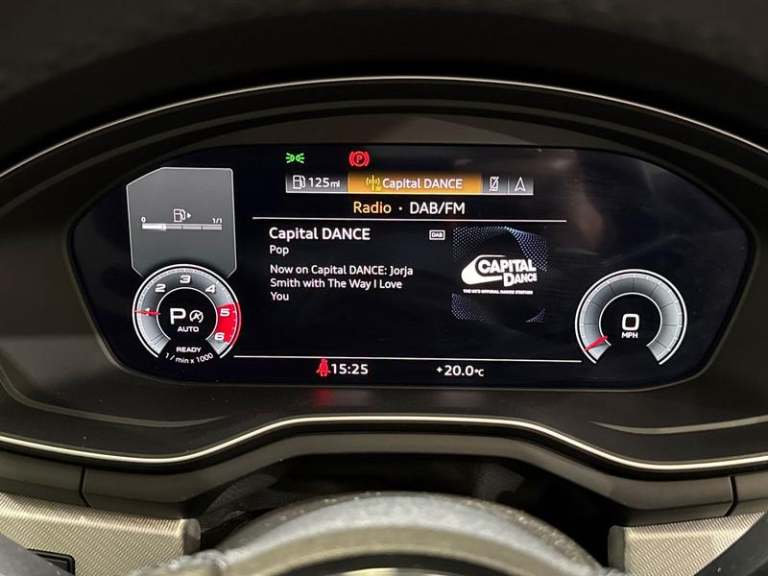 125mi
Capital DANCE
Radio · DAB/FM
0 1/1
Capital DANCE DAB
Pop
Now on Capital DANCE: Jorja
Smith with The Way I Love
You
CAPITAL
DANCE
1 2 3 4 5 6
P A
AUTO
READY
1 / min x 1000
0
MPH
15:25
+20.0°C